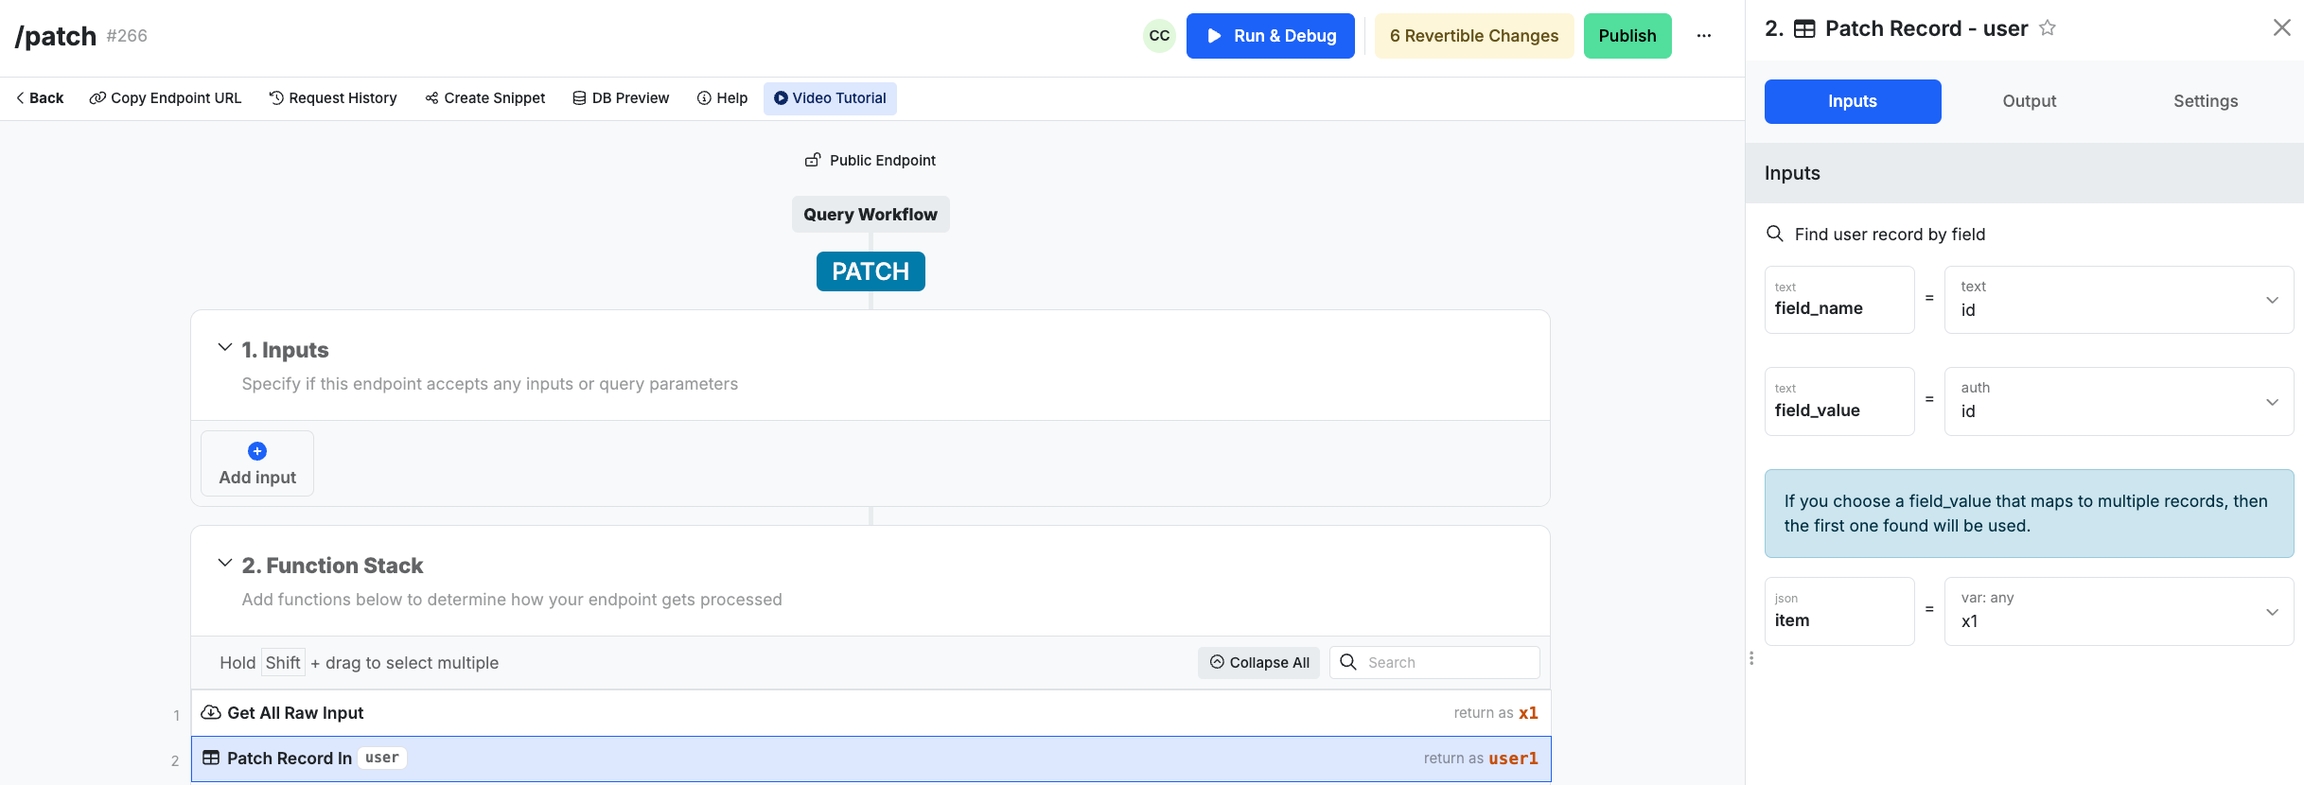 /patch #266
CC
Run & Debug
6 Revertible Changes
Publish
Back
Copy Endpoint URL
Request History
Create Snippet
DB Preview
Help
Video Tutorial
Public Endpoint
Query Workflow
PATCH
1. Inputs
Specify if this endpoint accepts any inputs or query parameters
Add input
2. Function Stack
Add functions below to determine how your endpoint gets processed
Hold Shift + drag to select multiple
Collapse All
Search
1 Get All Raw Input return as x1
2 Patch Record In user return as user1
2. Patch Record - user
Inputs
Output
Settings
Inputs
Find user record by field
text
field_name
=
text
id
text
field_value
=
auth
id
If you choose a field_value that maps to multiple records, then
the first one found will be used.
json
item
=
var: any
x1